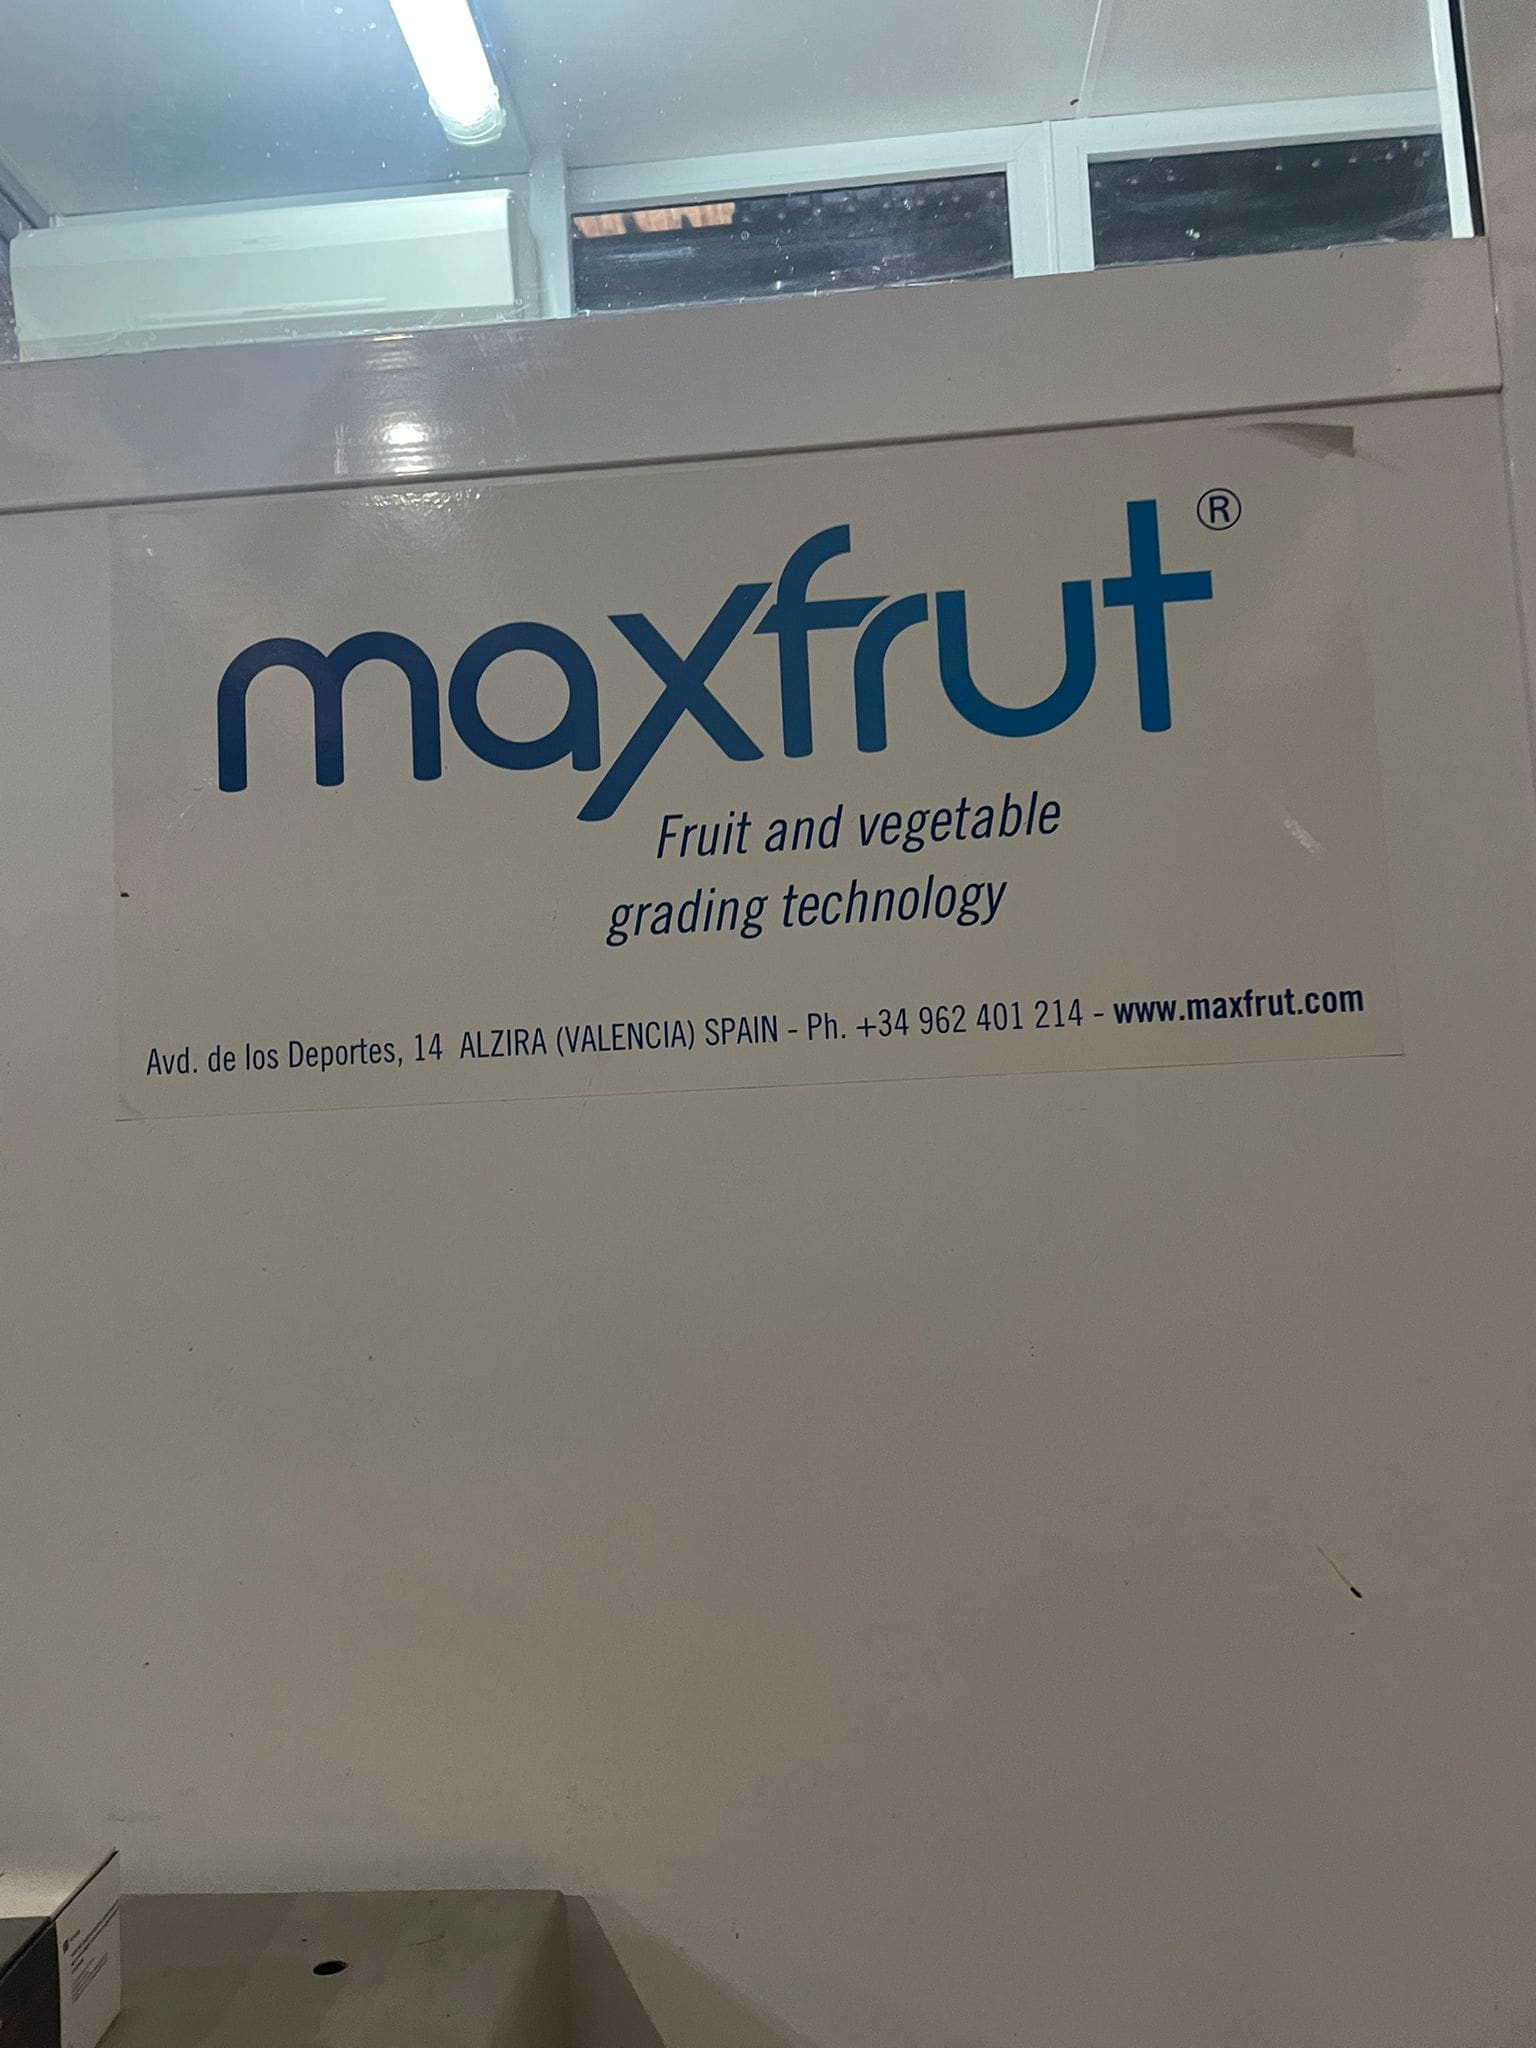 maxfrut®
Fruit and vegetable
grading technology
Avd. de los Deportes, 14 ALZIRA (VALENCIA) SPAIN - Ph. +34 962 401 214 - www.maxfrut.com